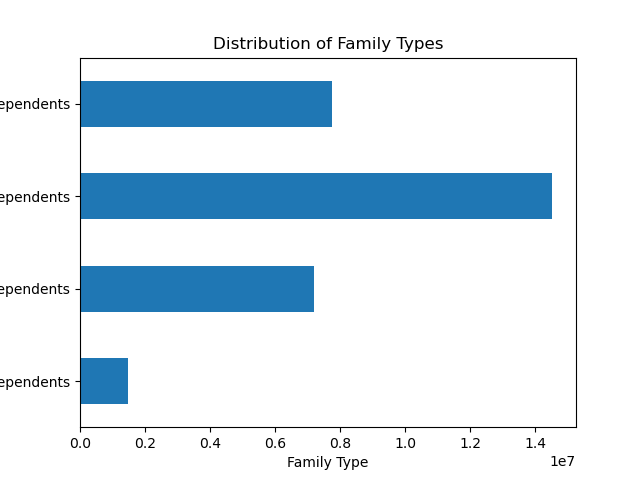 Distribution of Family Types
ependents
ependents
ependents
ependents
0.0 0.2 0.4 0.6 0.8 1.0 1.2 1.4
1e7
Family Type